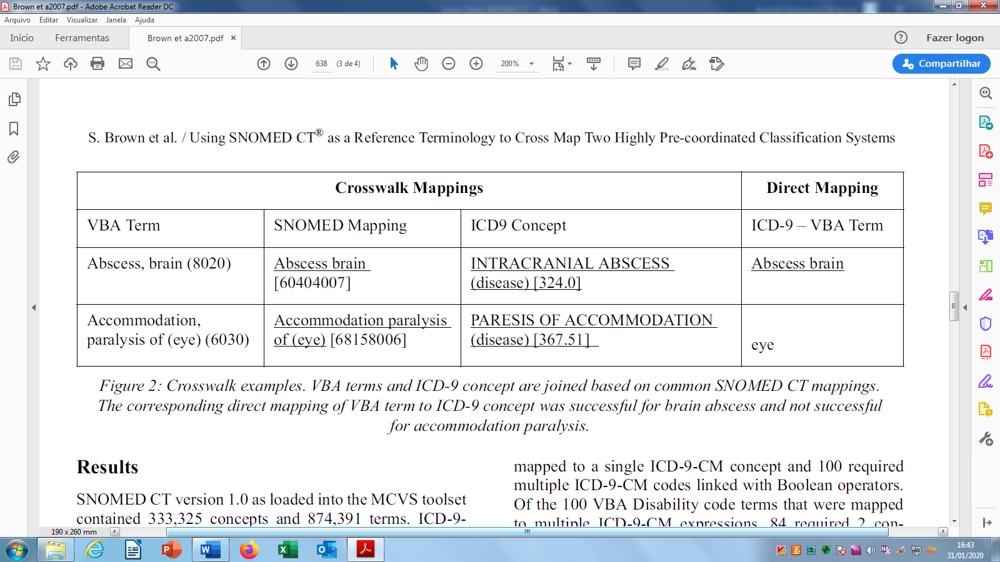 Brown et a2007.pdf - Adobe Acrobat Reader DC
Arquivo Editar Visualizar Janela Ajuda
Início Ferramentas Brown et a2007.pdf × Fazer logon
638 (3 de 4) 200% Compartilhar
S. Brown et al. / Using SNOMED CT® as a Reference Terminology to Cross Map Two Highly Pre-coordinated Classification Systems
Crosswalk Mappings Direct Mapping
VBA Term SNOMED Mapping ICD9 Concept ICD-9 – VBA Term
Abscess, brain (8020) Abscess brain INTRACRANIAL ABSCESS Abscess brain
[60404007] (disease) [324.0]
Accommodation, Accommodation paralysis PARESIS OF ACCOMMODATION
paralysis of (eye) (6030) of (eye) [68158006] (disease) [367.51] eye
Figure 2: Crosswalk examples. VBA terms and ICD-9 concept are joined based on common SNOMED CT mappings.
The corresponding direct mapping of VBA term to ICD-9 concept was successful for brain abscess and not successful
for accommodation paralysis.
Results
SNOMED CT version 1.0 as loaded into the MCVS toolset
contained 333,325 concepts and 874,391 terms. ICD-9-
mapped to a single ICD-9-CM concept and 100 required
multiple ICD-9-CM codes linked with Boolean operators.
Of the 100 VBA Disability code terms that were mapped
to multiple ICD-9-CM expressions, 84 required 2 con-
190 x 260 mm
16:43
31/01/2020